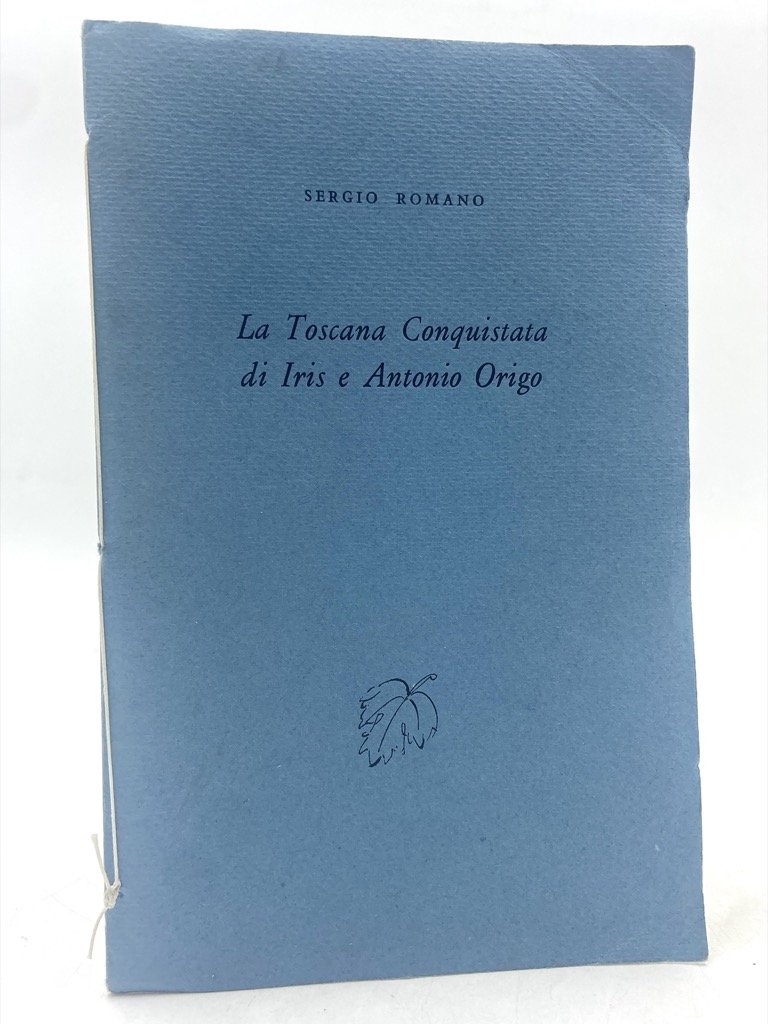 SERGIO ROMANO
La Toscana Conquistata
di Iris e Antonio Origo